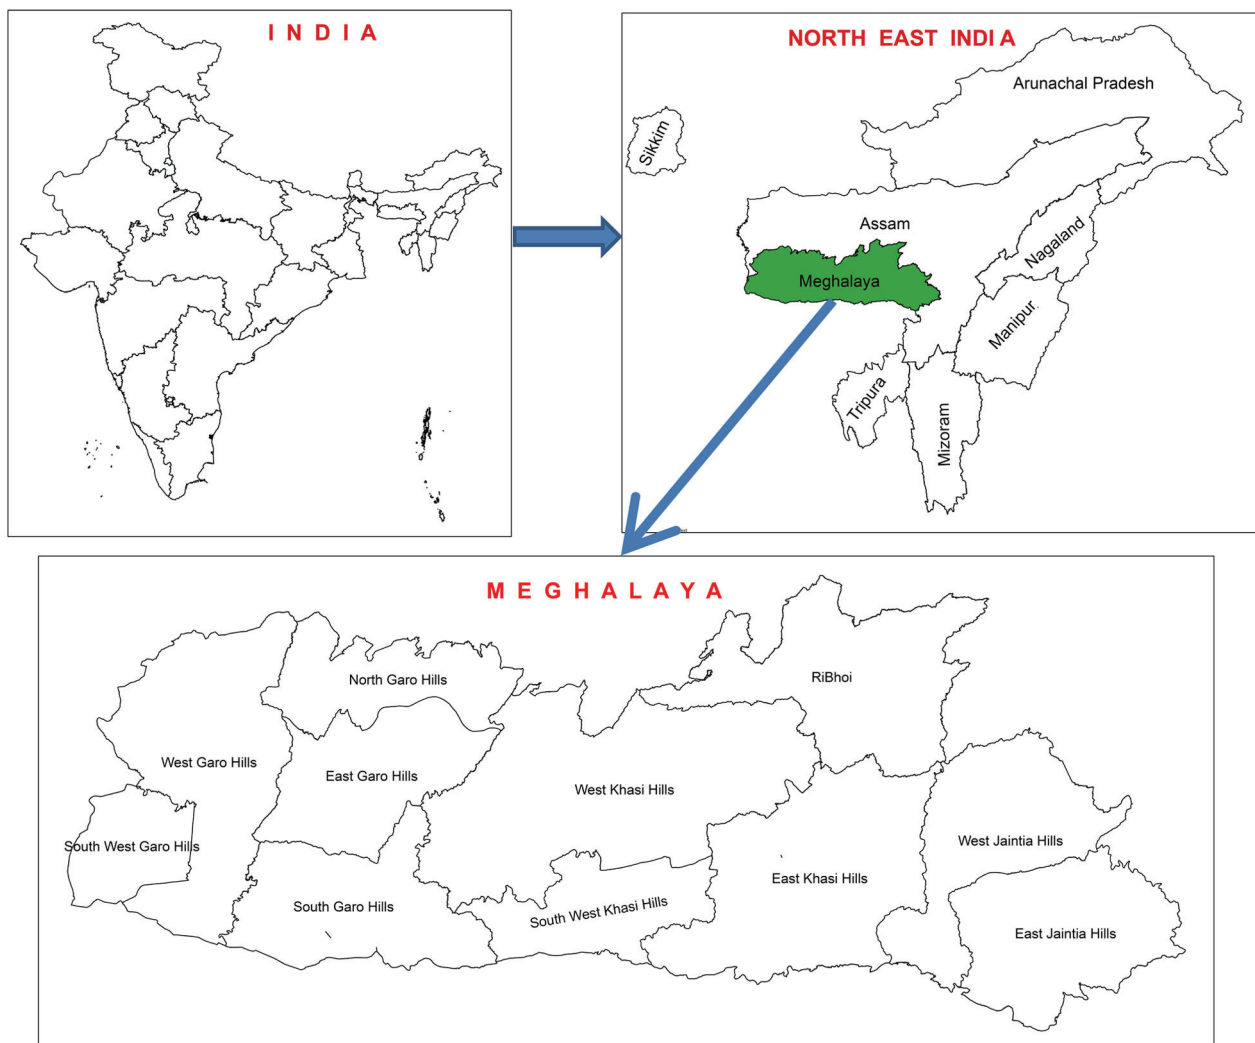 I N D I A
NORTH EAST INDIA
Arunachal Pradesh
Sikkim
Assam
Nagaland
Meghalaya
Manipur
Tripura
Mizoram
M E G H A L A Y A
North Garo Hills
RiBhoi
West Garo Hills
East Garo Hills
West Khasi Hills
South West Garo Hills
West Jaintia Hills
East Khasi Hills
South Garo Hills
South West Khasi Hills
East Jaintia Hills